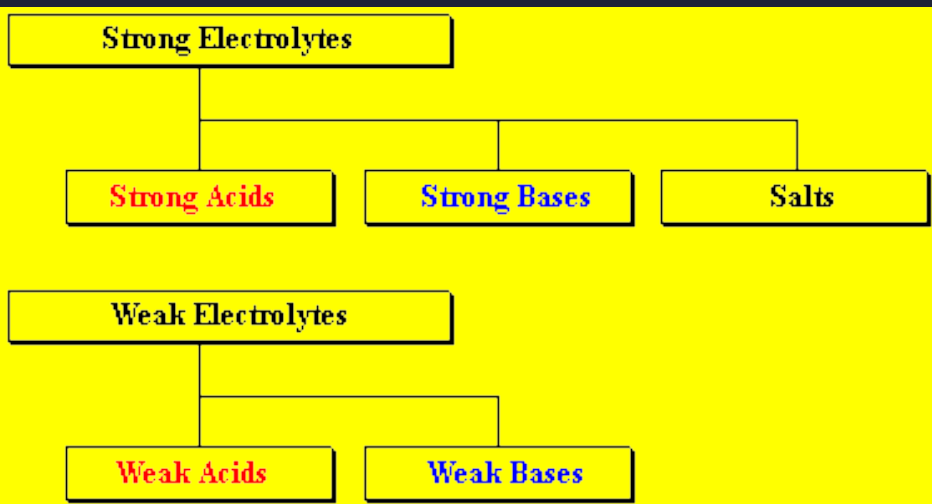 Strong Electrolytes
Strong Acids
Strong Bases
Salts
Weak Electrolytes
Weak Acids
Weak Bases